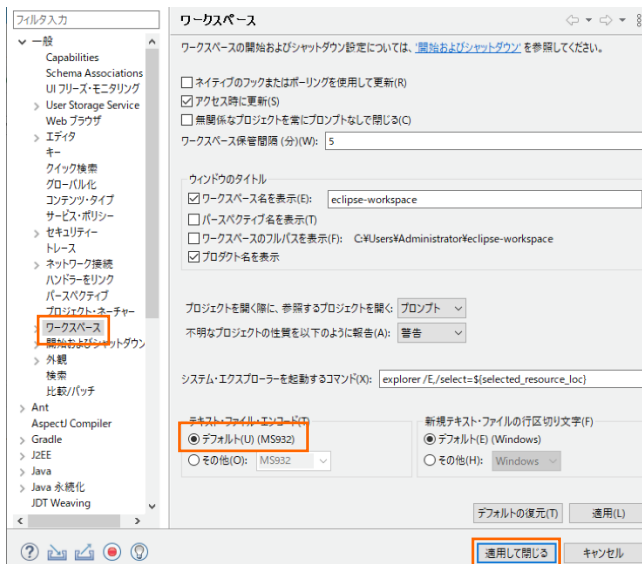 フィルタ入力
一般
Capabilities
Schema Associations
UI フリーズ・モニタリング
User Storage Service
Web ブラウザ
エディタ
キー
クイック検索
グローバル化
コンテンツ・タイプ
サービス・ポリシー
セキュリティー
トレース
ネットワーク接続
ハンドラーをリンク
パースペクティブ
プロジェクト・ネーチャー
ワークスペース
開始およびシャットダウン
外観
検索
比較/パッチ
Ant
AspectJ Compiler
Gradle
J2EE
Java
Java 永続化
JDT Weaving
ワークスペース
ワークスペースの開始およびシャットダウン設定については、'開始およびシャットダウン' を参照してください。
ネイティブのフックまたはポーリングを使用して更新(R)
アクセス時に更新(S)
無関係なプロジェクトを常にプロンプトなしで閉じる(C)
ワークスペース保管間隔 (分)(W): 5
ウィンドウのタイトル
ワークスペース名を表示(E): eclipse-workspace
パースペクティブ名を表示(T)
ワークスペースのフルパスを表示(F): C:¥Users¥Administrator¥eclipse-workspace
プロダクト名を表示
プロジェクトを開く際に、参照するプロジェクトを開く: プロンプト
不明なプロジェクトの性質を以下のように報告(A): 警告
システム・エクスプローラーを起動するコマンド(X): explorer /E,/select=${selected_resource_loc}
テキスト・ファイル・エンコード(T)
デフォルト(U) (MS932)
その他(O): MS932
新規テキスト・ファイルの行区切り文字(F)
デフォルト(E) (Windows)
その他(H): Windows
デフォルトの復元(T) 適用(L)
適用して閉じる キャンセル